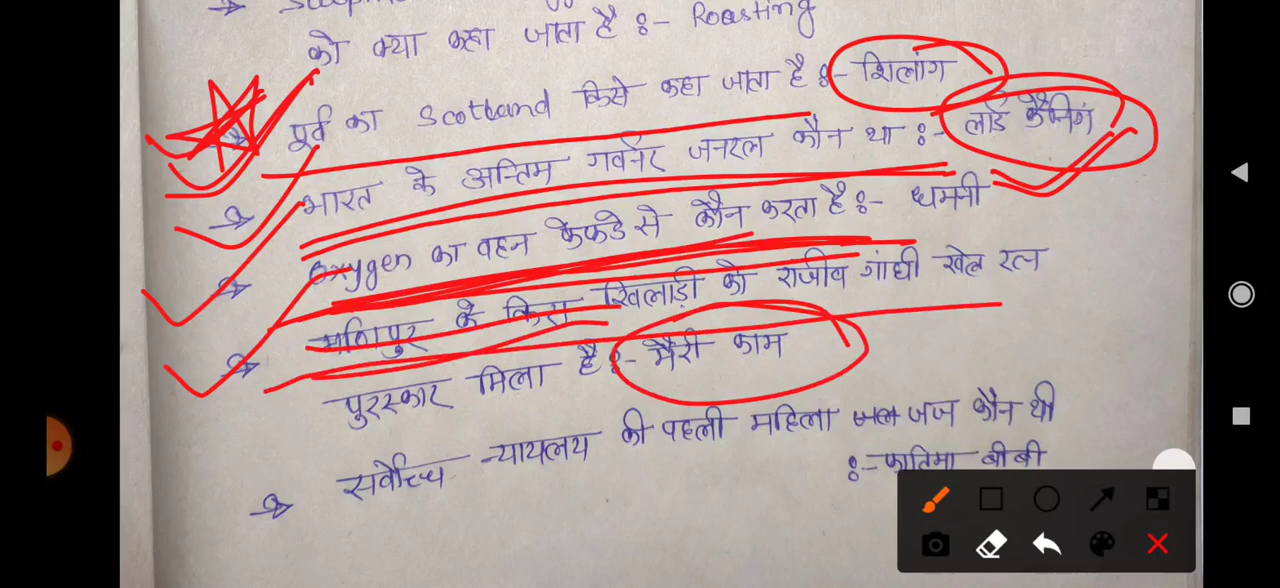 को क्या कहा जाता है :- Roasting
पूर्व का Scotland किसे कहा जाता है :- शिलांग
भारत के अन्तिम गवर्नर जनरल कौन था :- लार्ड कैनिंग
Oxygen का वहन फेफडे से कौन करता है :- धमनी
मणिपुर के किस खिलाड़ी को राजीव गांधी खेल रत्न
पुरस्कार मिला है :- मैरी काम
सर्वोच्च न्यायलय की पहली महिला जज कौन थी
:- फातिमा बीबी